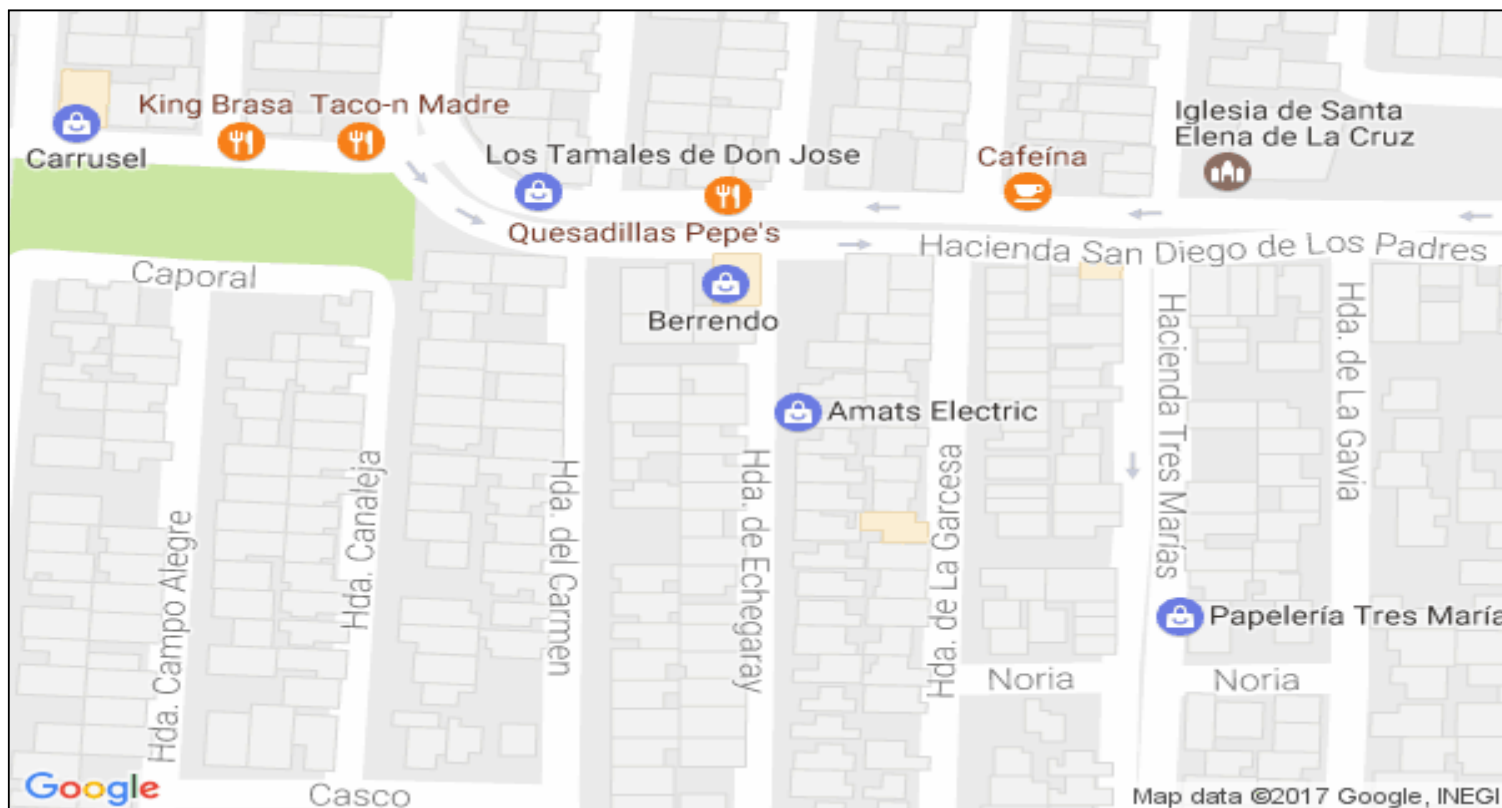 King Brasa
Taco-n Madre
Iglesia de Santa
Elena de La Cruz
Carrusel
Los Tamales de Don Jose
Cafeína
Quesadillas Pepe's
Hacienda San Diego de Los Padres
Caporal
Berrendo
Hacienda Tres Marías
Hda. de La Gavia
Amats Electric
Hda. Campo Alegre
Hda. Canaleja
Hda. del Carmen
Hda. de Echegaray
Hda. de La Garcesa
Papelería Tres María
Noria
Noria
Google
Casco
Map data ©2017 Google, INEGI